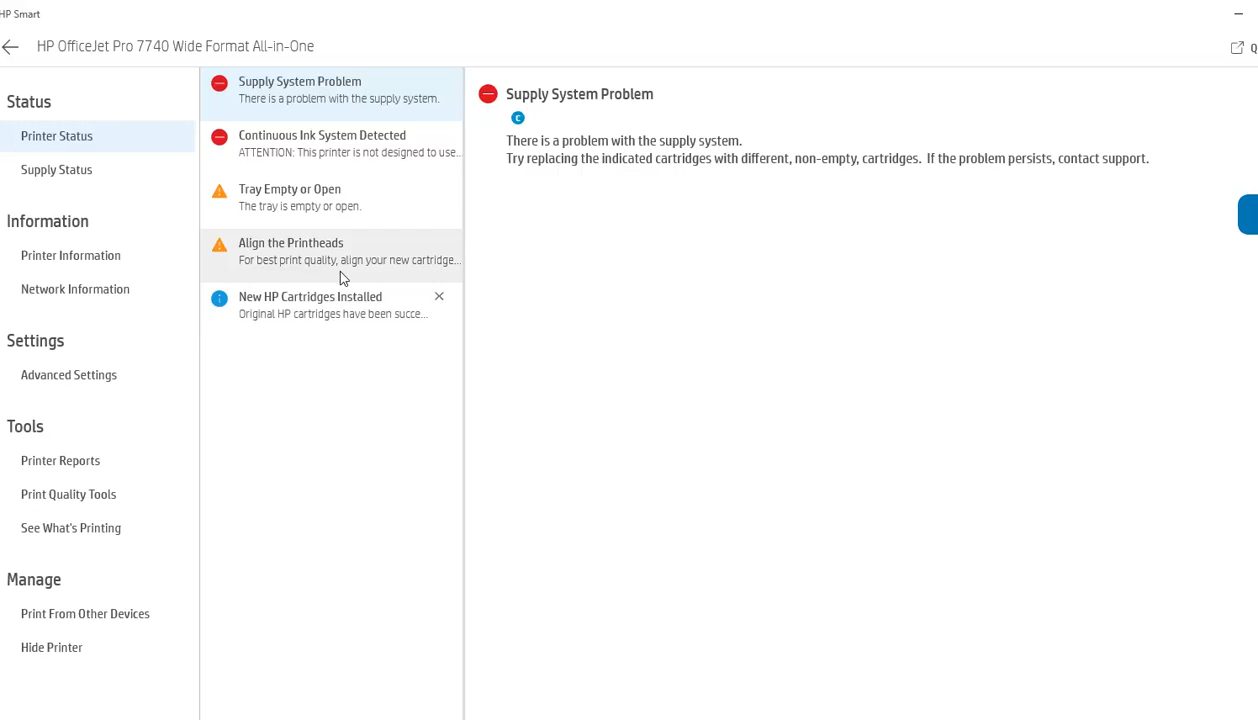 HP Smart
HP OfficeJet Pro 7740 Wide Format All-in-One
Q
Status
Printer Status
Supply Status
Information
Printer Information
Network Information
Settings
Advanced Settings
Tools
Printer Reports
Print Quality Tools
See What's Printing
Manage
Print From Other Devices
Hide Printer
Supply System Problem
There is a problem with the supply system.
Continuous Ink System Detected
ATTENTION: This printer is not designed to use...
Tray Empty or Open
The tray is empty or open.
Align the Printheads
For best print quality, align your new cartridge...
New HP Cartridges Installed
Original HP cartridges have been succe...
Supply System Problem
C
There is a problem with the supply system.
Try replacing the indicated cartridges with different, non-empty, cartridges. If the problem persists, contact support.